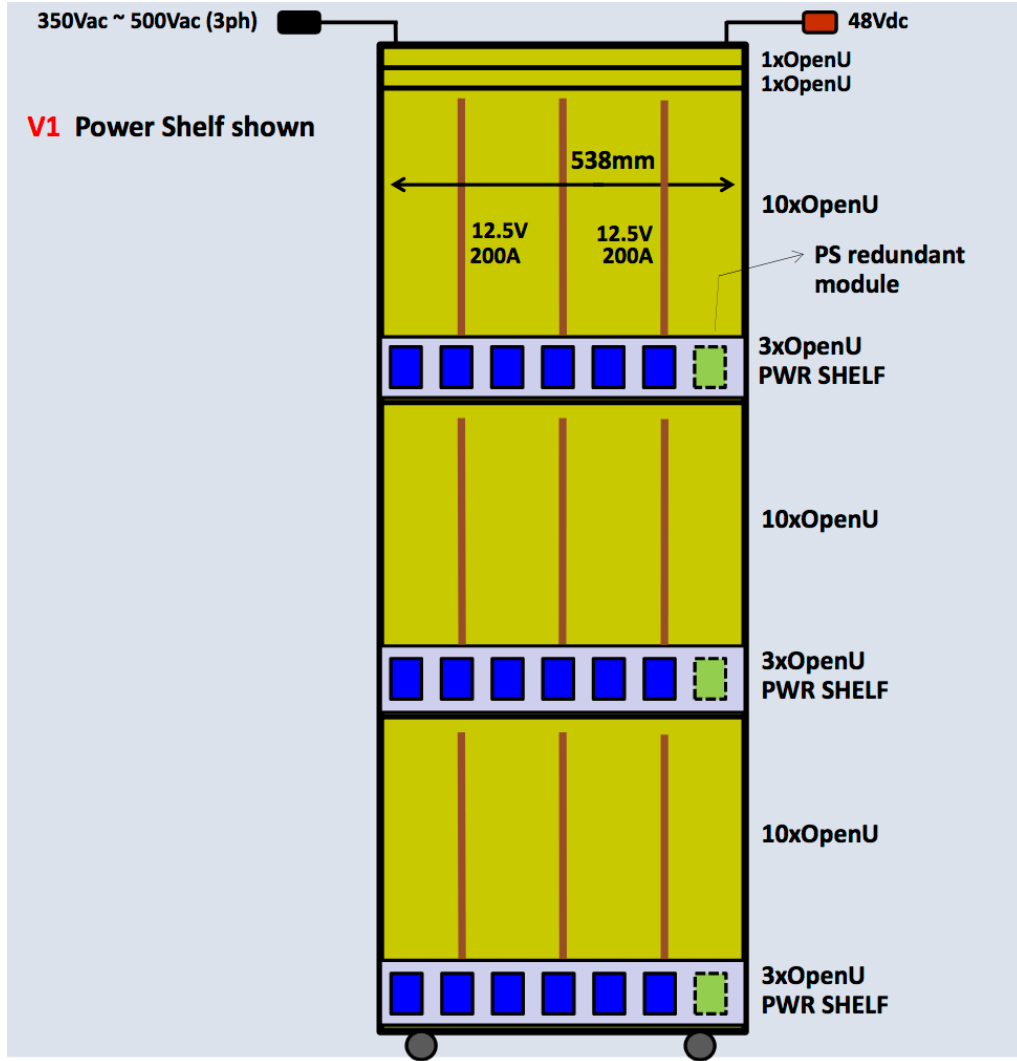 350Vac ~ 500Vac (3ph)
48Vdc
1xOpenU
1xOpenU
V1 Power Shelf shown
538mm
10xOpenU
12.5V
200A
12.5V
200A
PS redundant
module
3xOpenU
PWR SHELF
10xOpenU
3xOpenU
PWR SHELF
10xOpenU
3xOpenU
PWR SHELF